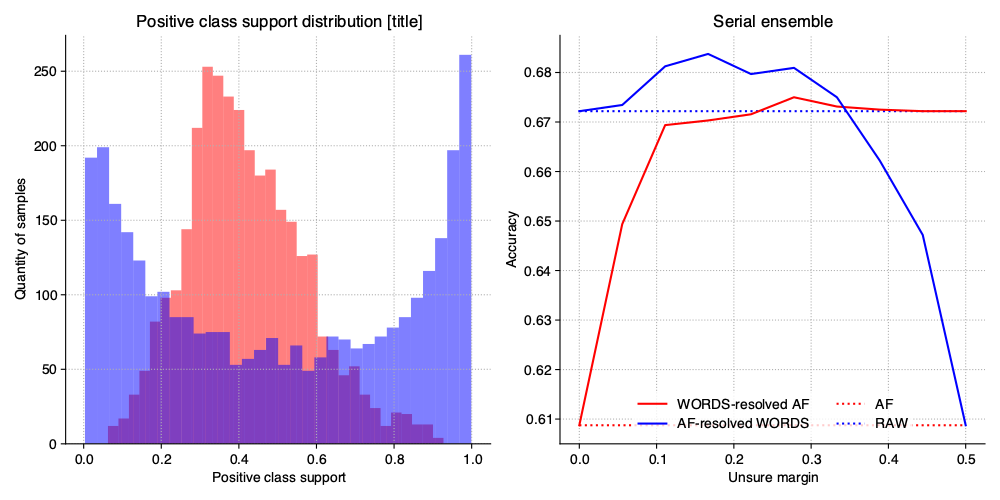 Positive class support distribution [title]
Quantity of samples
250
200
150
100
50
0
0.0 0.2 0.4 0.6 0.8 1.0
Positive class support
Serial ensemble
Accuracy
0.68
0.67
0.66
0.65
0.64
0.63
0.62
0.61
WORDS-resolved AF
AF-resolved WORDS
AF
RAW
0.0 0.1 0.2 0.3 0.4 0.5
Unsure margin